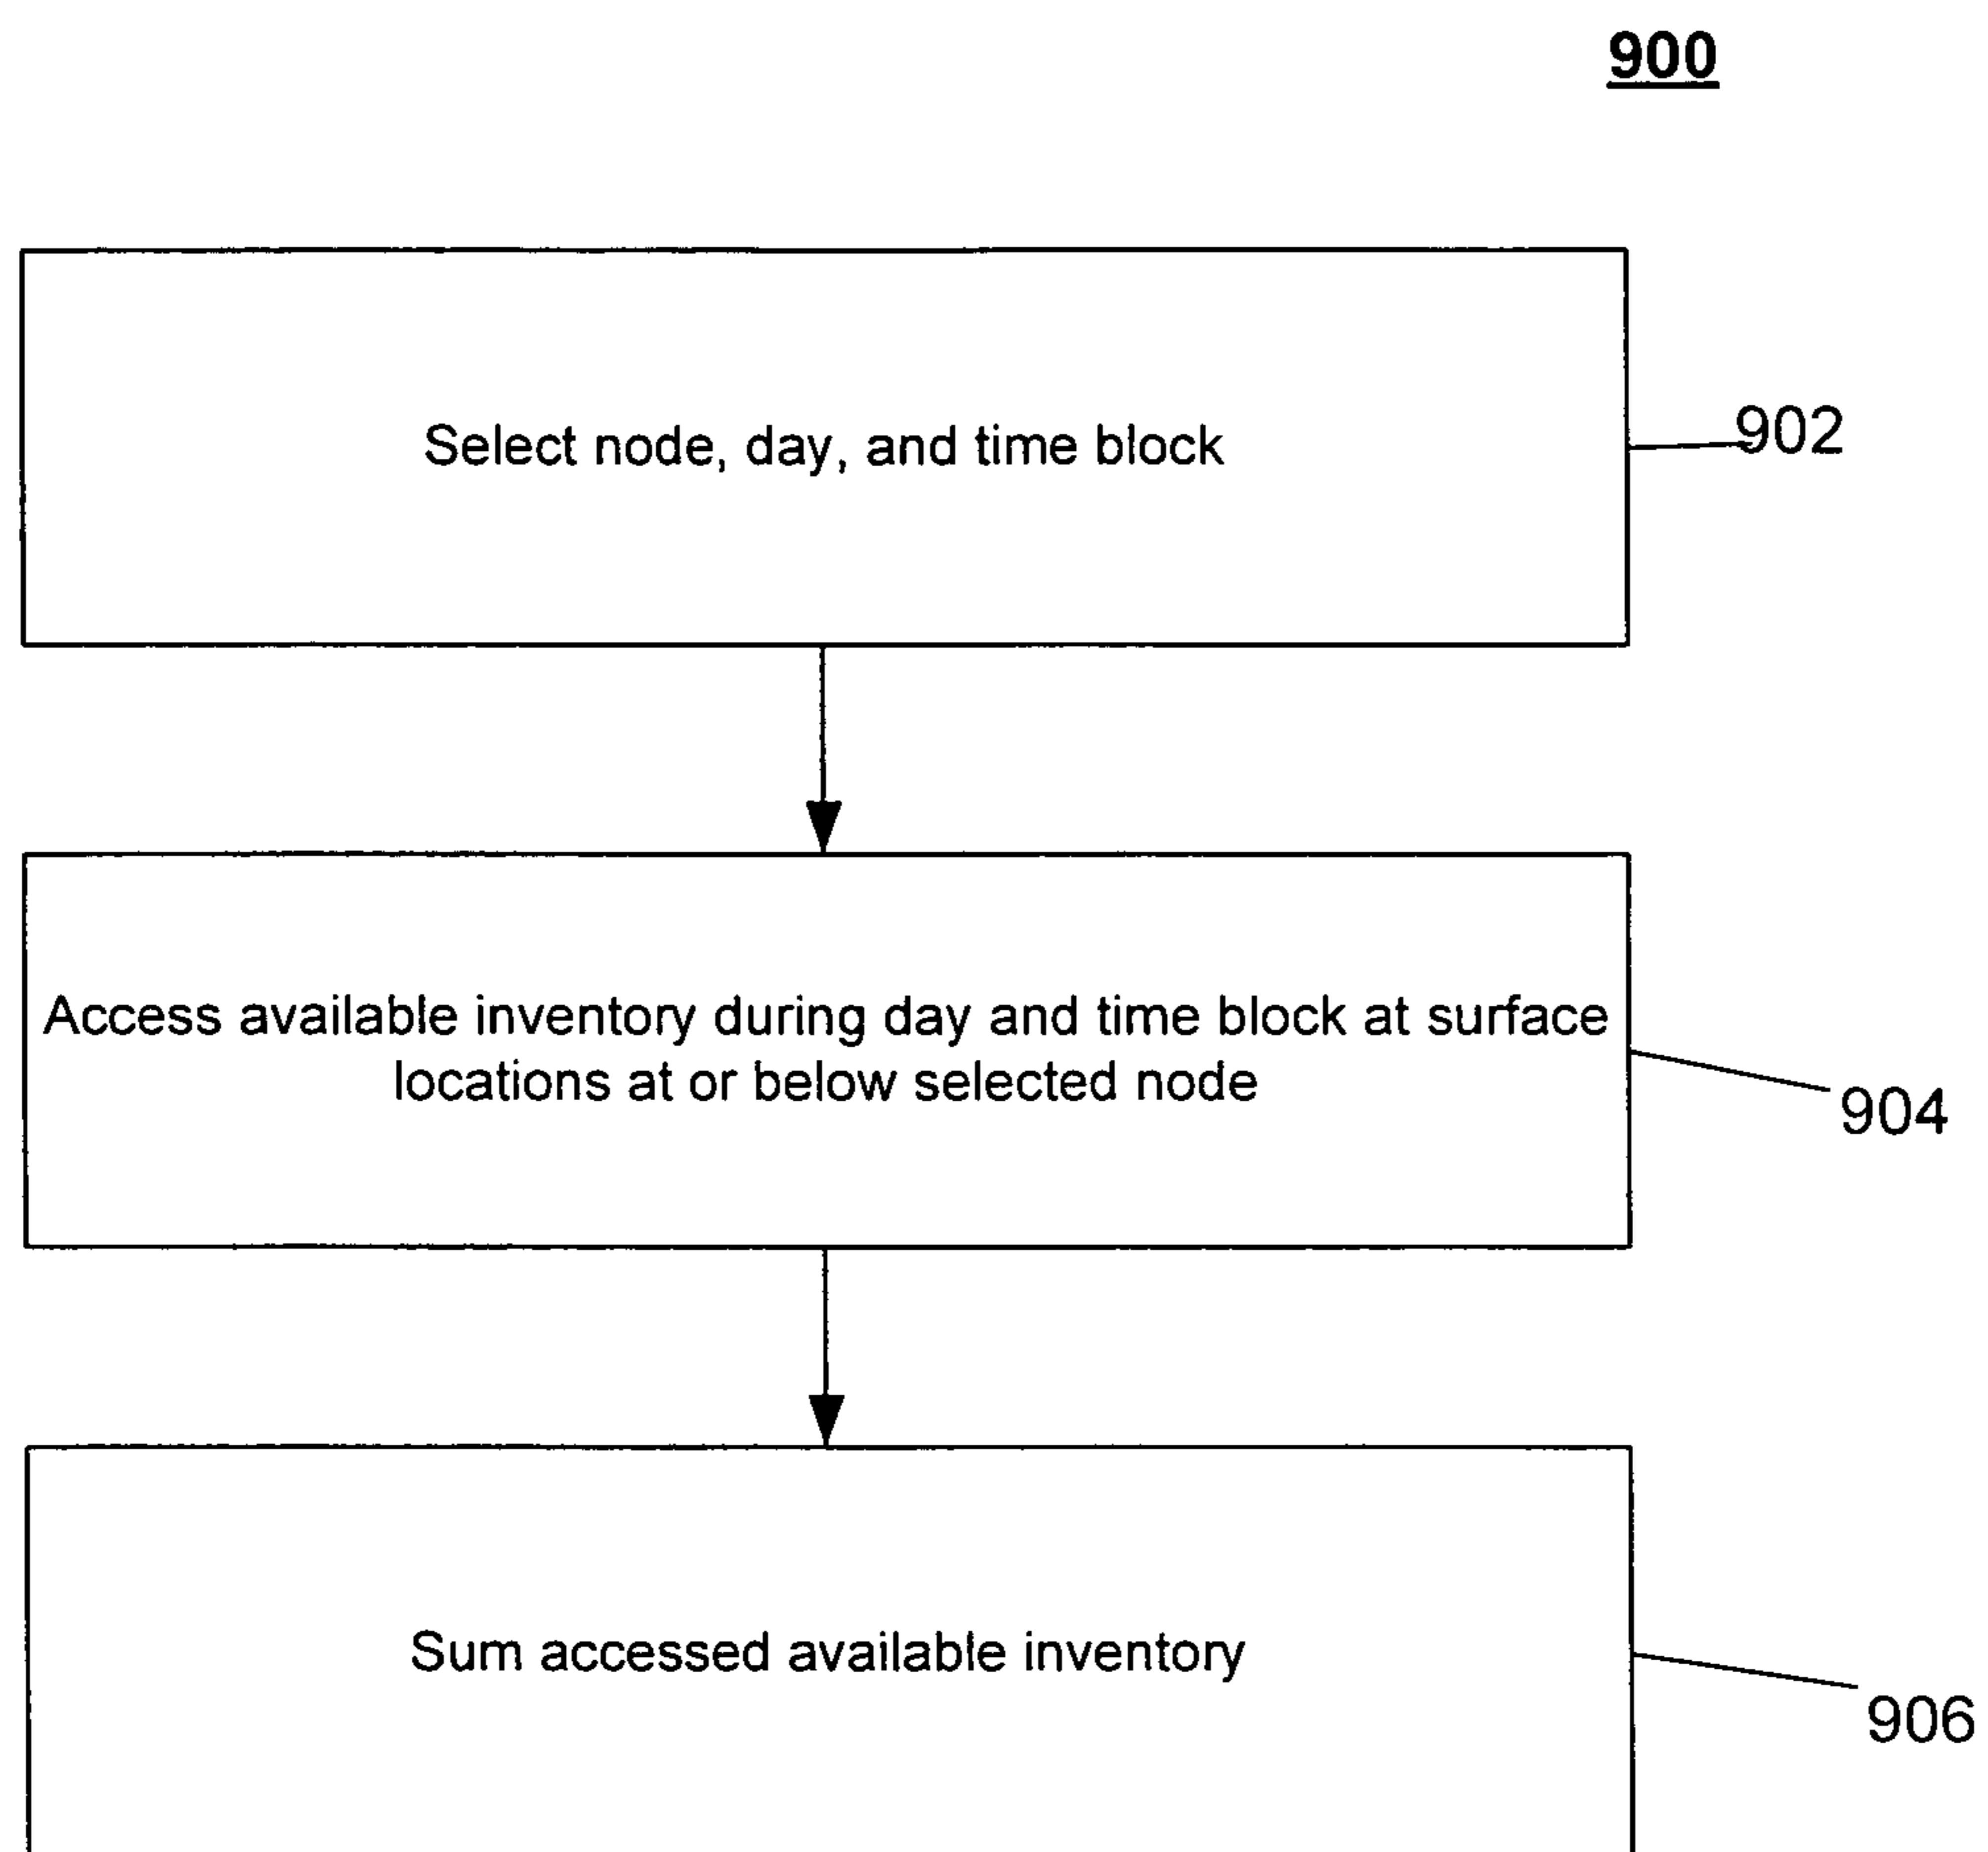 900
Select node, day, and time block
902
Access available inventory during day and time block at surface
locations at or below selected node
904
Sum accessed available inventory
906